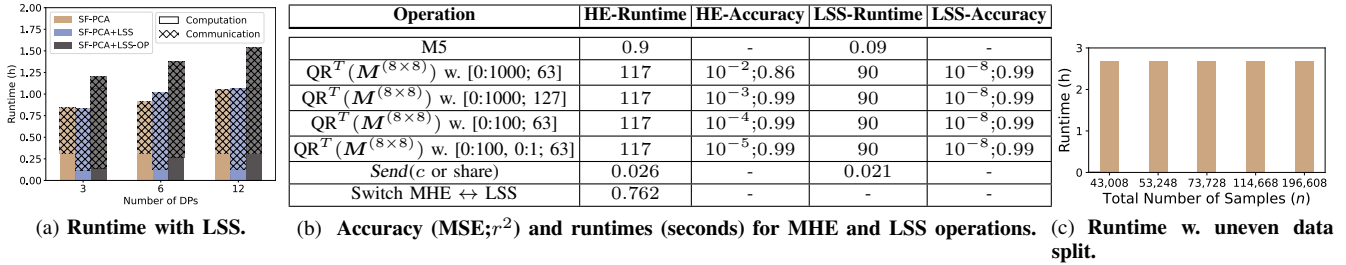 2.00
1.75
1.50
1.25
1.00
0.75
0.50
0.25
0.00
Runtime (h)
SF-PCA
SF-PCA+LSS
SF-PCA+LSS-OP
Computation
Communication
3 6 12
Number of DPs
(a) Runtime with LSS.
Operation HE-Runtime HE-Accuracy LSS-Runtime LSS-Accuracy
M5 0.9 - 0.09 -
QR^T(M^(8×8)) w. [0:1000; 63] 117 10^−2;0.86 90 10^−8;0.99
QR^T(M^(8×8)) w. [0:1000; 127] 117 10^−3;0.99 90 10^−8;0.99
QR^T(M^(8×8)) w. [0:100; 63] 117 10^−4;0.99 90 10^−8;0.99
QR^T(M^(8×8)) w. [0:100, 0:1; 63] 117 10^−5;0.99 90 10^−8;0.99
Send(c or share) 0.026 - 0.021 -
Switch MHE ↔ LSS 0.762 - - -
(b) Accuracy (MSE;r^2) and runtimes (seconds) for MHE and LSS operations.
3
2
1
0
Runtime (h)
43,008 53,248 73,728 114,668 196,608
Total Number of Samples (n)
(c) Runtime w. uneven data
split.